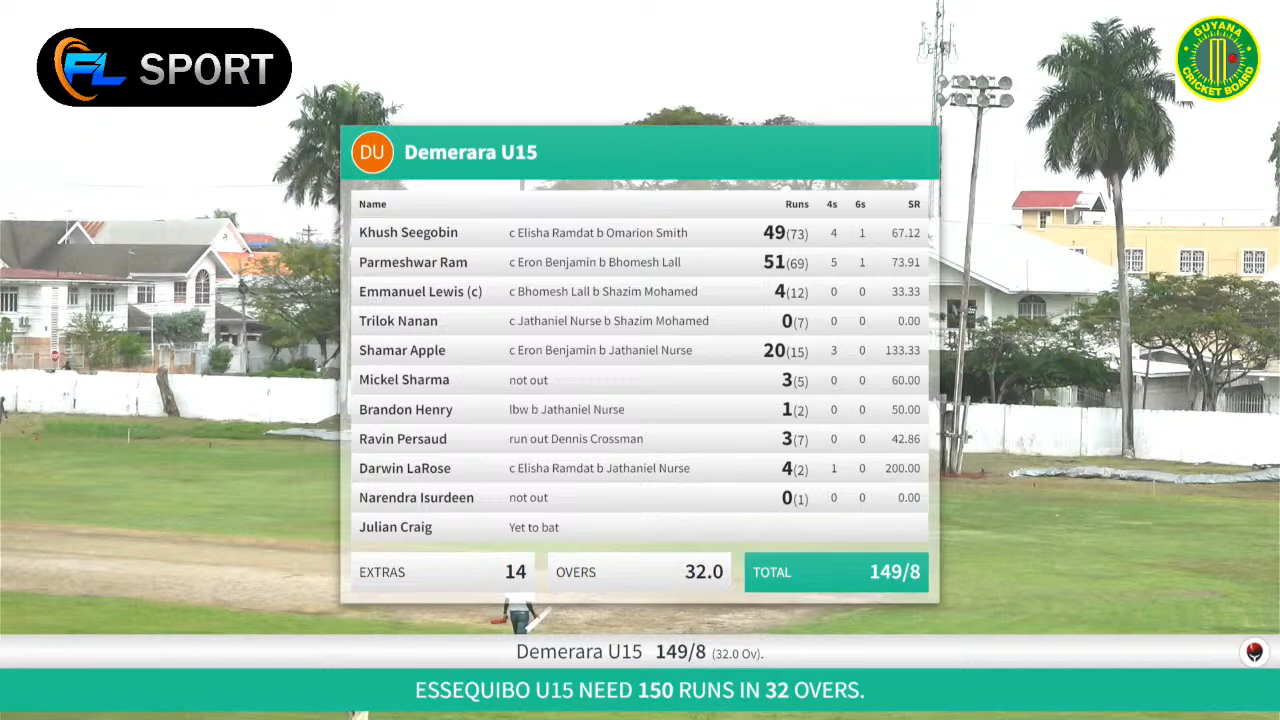 FL SPORT
GUYANA
CRICKET BOARD
DU Demerara U15
Name Runs 4s 6s SR
Khush Seegobin c Elisha Ramdat b Omarion Smith 49(73) 4 1 67.12
Parmeshwar Ram c Eron Benjamin b Bhomesh Lall 51(69) 5 1 73.91
Emmanuel Lewis (c) c Bhomesh Lall b Shazim Mohamed 4(12) 0 0 33.33
Trilok Nanan c Jathaniel Nurse b Shazim Mohamed 0(7) 0 0 0.00
Shamar Apple c Eron Benjamin b Jathaniel Nurse 20(15) 3 0 133.33
Mickel Sharma not out 3(5) 0 0 60.00
Brandon Henry lbw b Jathaniel Nurse 1(2) 0 0 50.00
Ravin Persaud run out Dennis Crossman 3(7) 0 0 42.86
Darwin LaRose c Elisha Ramdat b Jathaniel Nurse 4(2) 1 0 200.00
Narendra Isurdeen not out 0(1) 0 0 0.00
Julian Craig Yet to bat
EXTRAS 14 OVERS 32.0 TOTAL 149/8
Demerara U15 149/8 (32.0 Ov).
ESSEQUIBO U15 NEED 150 RUNS IN 32 OVERS.